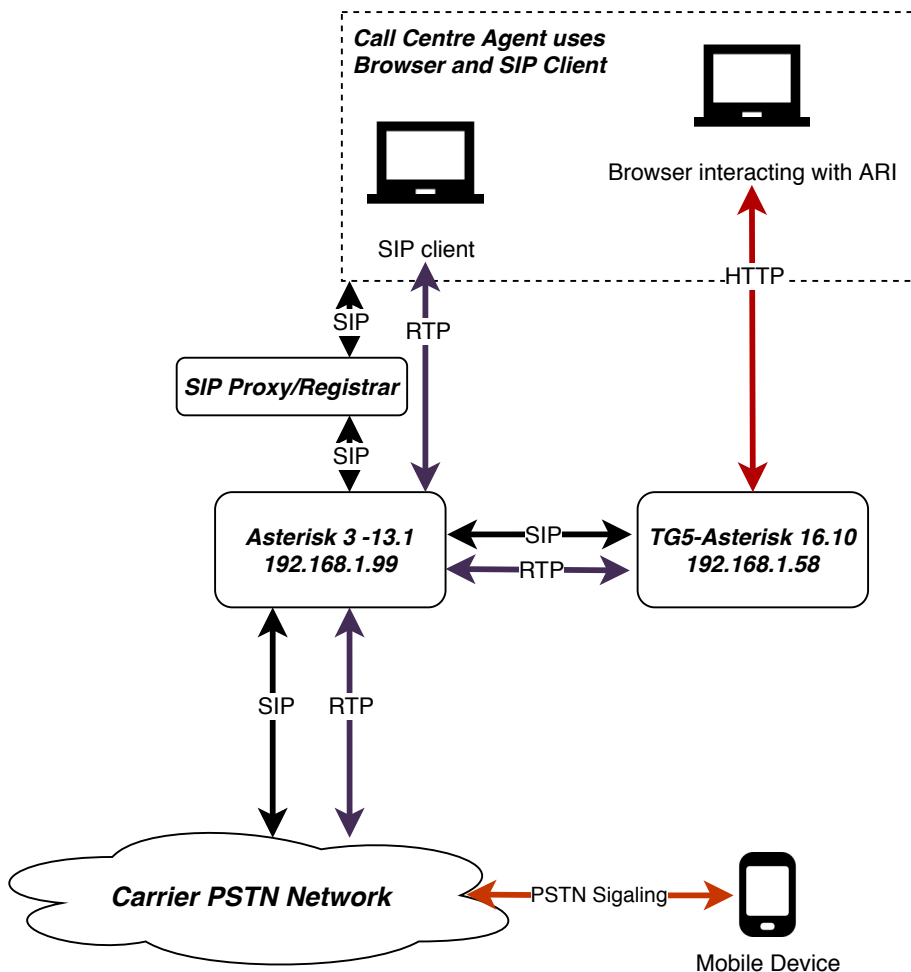 Call Centre Agent uses
Browser and SIP Client
Browser interacting with ARI
SIP client
HTTP
SIP
RTP
SIP Proxy/Registrar
SIP
Asterisk 3 -13.1
192.168.1.99
SIP
RTP
TG5-Asterisk 16.10
192.168.1.58
SIP
RTP
Carrier PSTN Network
PSTN Sigaling
Mobile Device